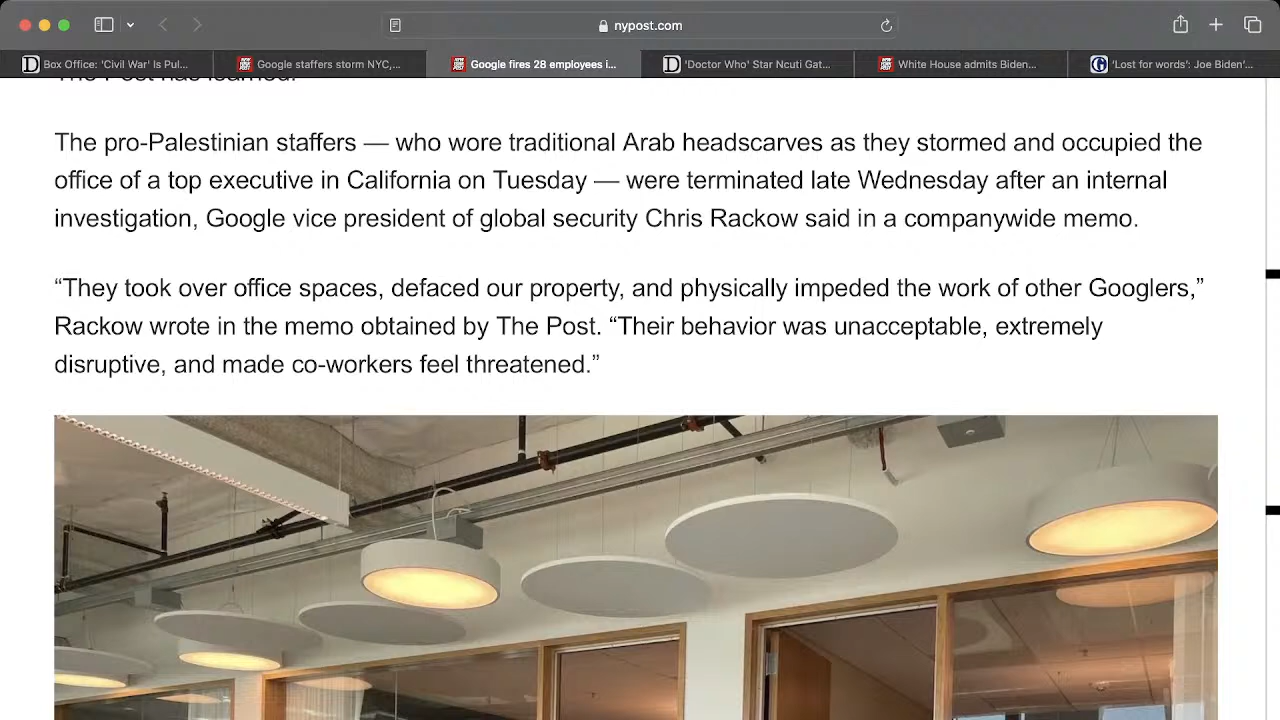 nypost.com
Box Office: 'Civil War' Is Pul...
Google staffers storm NYC,...
Google fires 28 employees i...
'Doctor Who' Star Ncuti Gat...
White House admits Biden...
'Lost for words': Joe Biden'...
The Post has learned.
The pro-Palestinian staffers — who wore traditional Arab headscarves as they stormed and occupied the
office of a top executive in California on Tuesday — were terminated late Wednesday after an internal
investigation, Google vice president of global security Chris Rackow said in a companywide memo.
“They took over office spaces, defaced our property, and physically impeded the work of other Googlers,”
Rackow wrote in the memo obtained by The Post. “Their behavior was unacceptable, extremely
disruptive, and made co-workers feel threatened.”